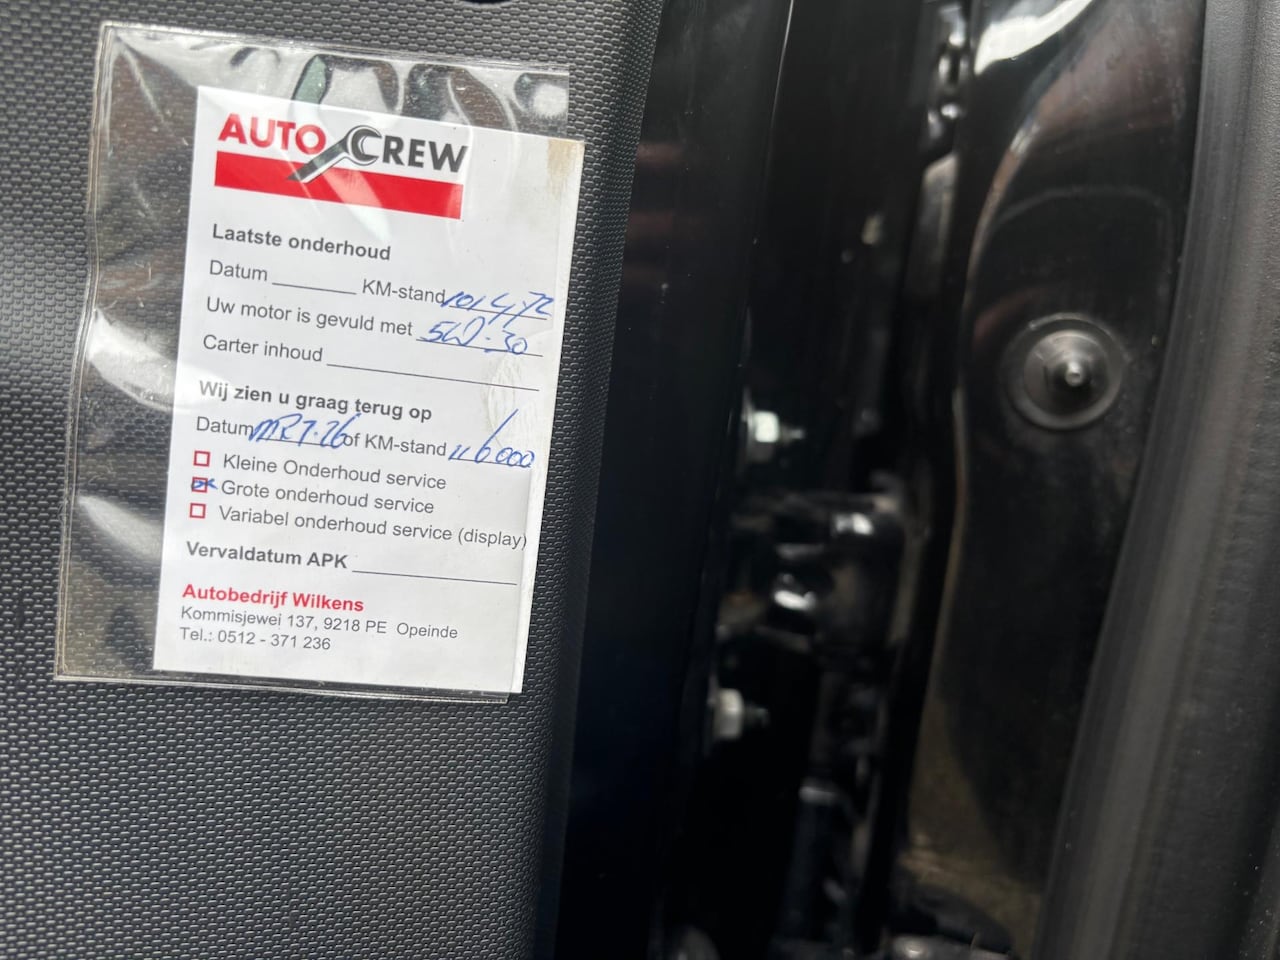 AUTO CREW
Laatste onderhoud
Datum ________ KM-stand 101472
Uw motor is gevuld met 5W-30
Carter inhoud ________
Wij zien u graag terug op
Datum MRT-26 of KM-stand 116000
Kleine Onderhoud service
Grote onderhoud service
Variabel onderhoud service (display)
Vervaldatum APK ________
Autobedrijf Wilkens
Kommisjewei 137, 9218 PE Opeinde
Tel.: 0512 - 371 236